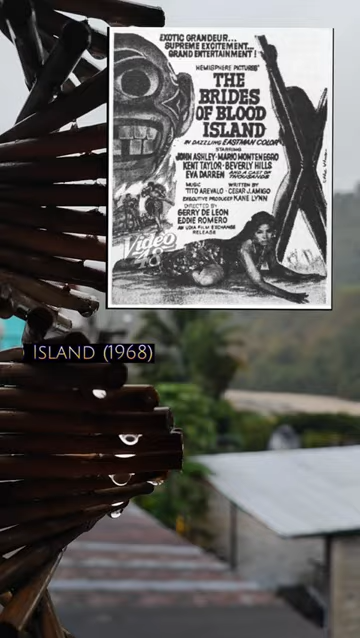 EXOTIC GRANDEUR...
SUPREME EXCITEMENT...
GRAND ENTERTAINMENT!
HEMISPHERE PICTURES'
THE
BRIDES
OF BLOOD
ISLAND
IN DAZZLING EASTMAN COLOR
STARRING
JOHN ASHLEY • MARIO MONTENEGRO
KENT TAYLOR • BEVERLY HILLS
EVA DARREN AND A CAST OF THOUSANDS
MUSIC WRITTEN BY
TITO AREVALO • CESAR J. AMIGO
EXECUTIVE PRODUCER KANE LYNN
DIRECTED BY
GERRY DE LEON
EDDIE ROMERO
RELEASE
Video
48
ISLAND (1968)